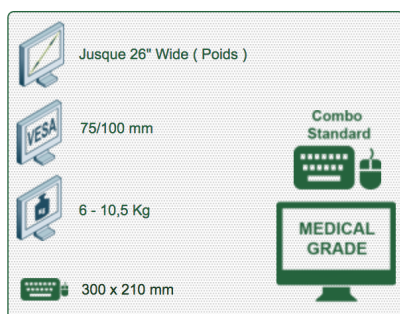 Jusque 26" Wide ( Poids )
VESA
75/100 mm
KG
6 - 10,5 Kg
300 x 210 mm
Combo
Standard
MEDICAL
GRADE